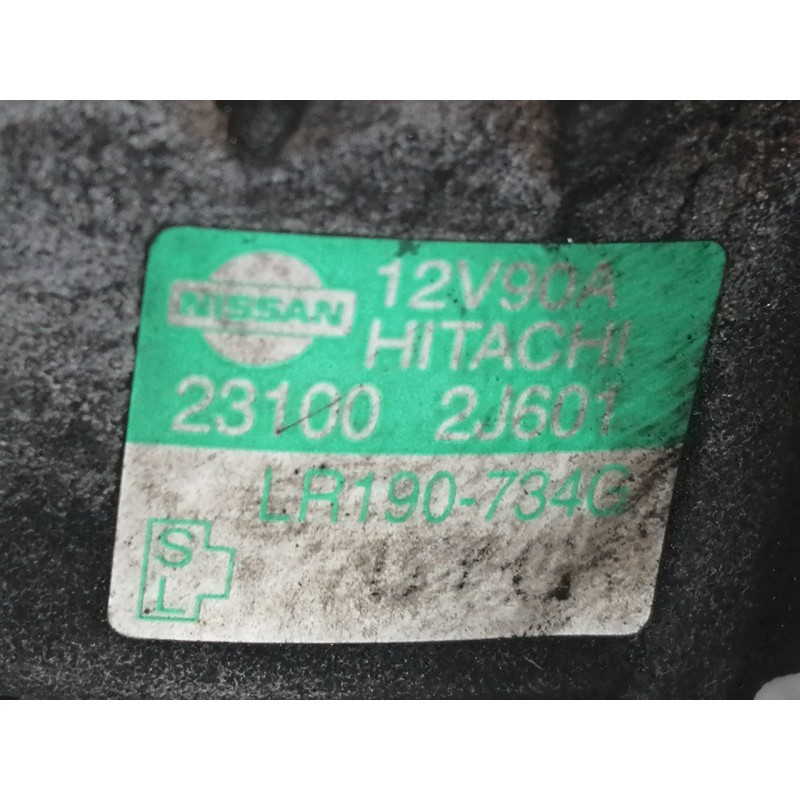 NISSAN 12V90A
HITACHI
23100 2J601
LR190-734G
S
L